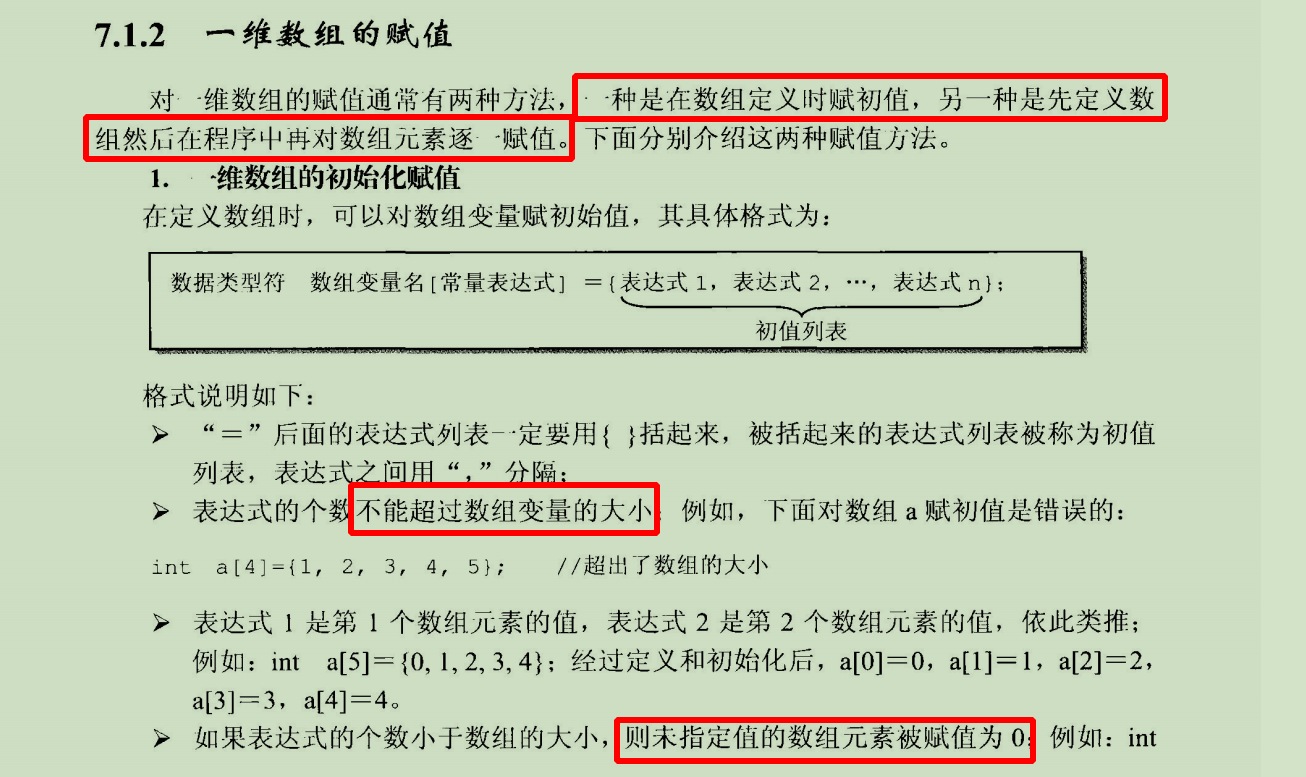 7.1.2 一维数组的赋值
对一维数组的赋值通常有两种方法，一种是在数组定义时赋初值，另一种是先定义数
组然后在程序中再对数组元素逐一赋值。下面分别介绍这两种赋值方法。
1. 一维数组的初始化赋值
在定义数组时，可以对数组变量赋初始值，其具体格式为：
数据类型符 数组变量名[常量表达式] ={表达式 1，表达式 2，…，表达式 n};
初值列表
格式说明如下：
➢ “＝”后面的表达式列表一定要用{ }括起来，被括起来的表达式列表被称为初值
列表，表达式之间用“，”分隔；
➢ 表达式的个数不能超过数组变量的大小；例如，下面对数组 a 赋初值是错误的：
int a[4]={1, 2, 3, 4, 5}; //超出了数组的大小
➢ 表达式 1 是第 1 个数组元素的值，表达式 2 是第 2 个数组元素的值，依此类推；
例如：int a[5]＝{0, 1, 2, 3, 4}；经过定义和初始化后，a[0]＝0，a[1]＝1，a[2]＝2，
a[3]＝3，a[4]＝4。
➢ 如果表达式的个数小于数组的大小，则未指定值的数组元素被赋值为 0；例如：int